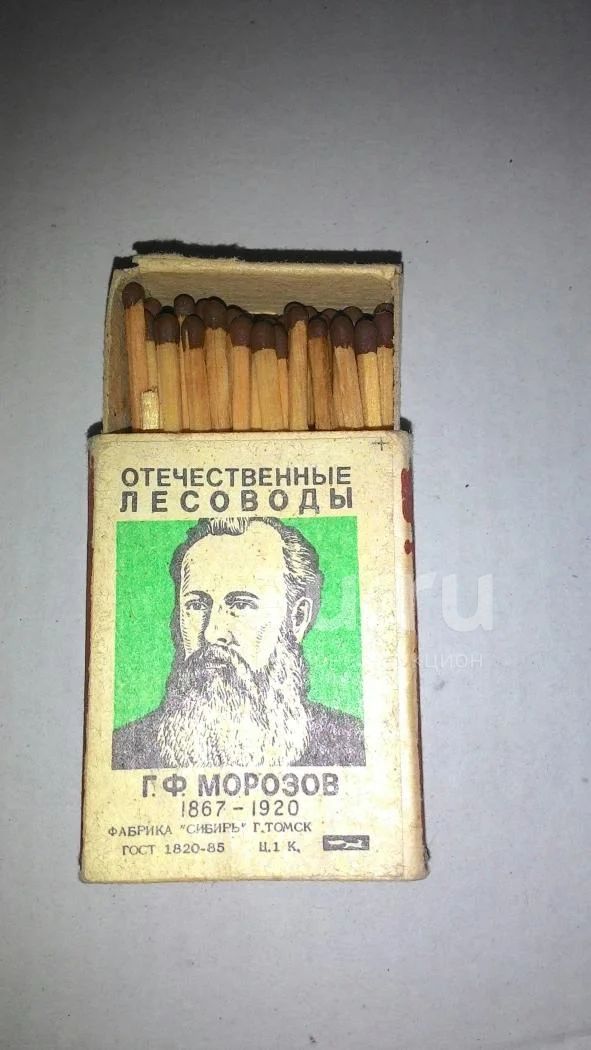 ОТЕЧЕСТВЕННЫЕ
ЛЕСОВОДЫ
Г.Ф. МОРОЗОВ
1867-1920
ФАБРИКА "СИБИРЬ" Г.ТОМСК
ГОСТ 1820-85 Ц.1 К.